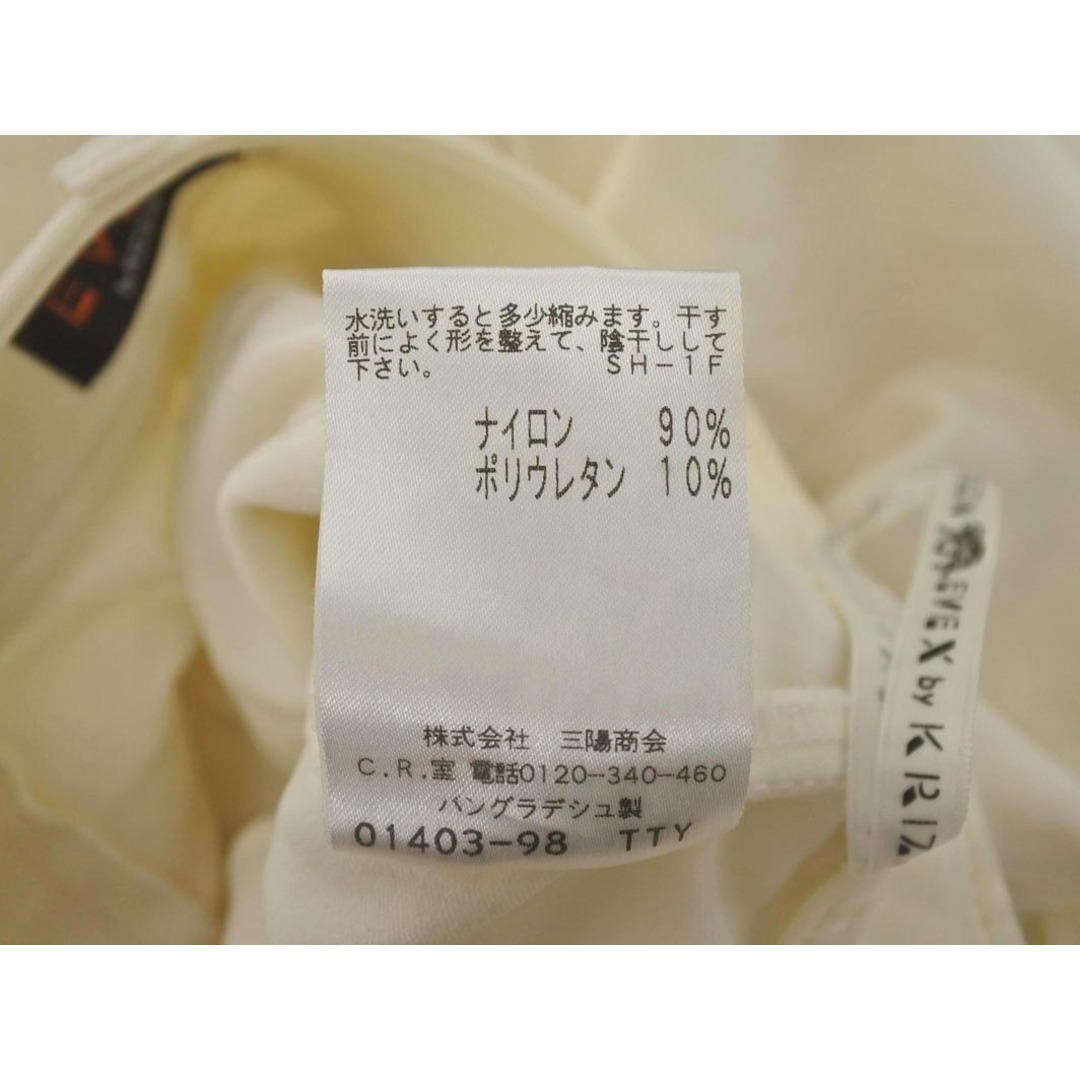 水洗いすると多少縮みます。干す
前によく形を整えて、陰干しして
下さい。 SH-1F
ナイロン 90%
ポリウレタン 10%
株式会社 三陽商会
C.R.室 電話0120-340-460
バングラデシュ製
01403-98 TTY
EVEX by KRIZ